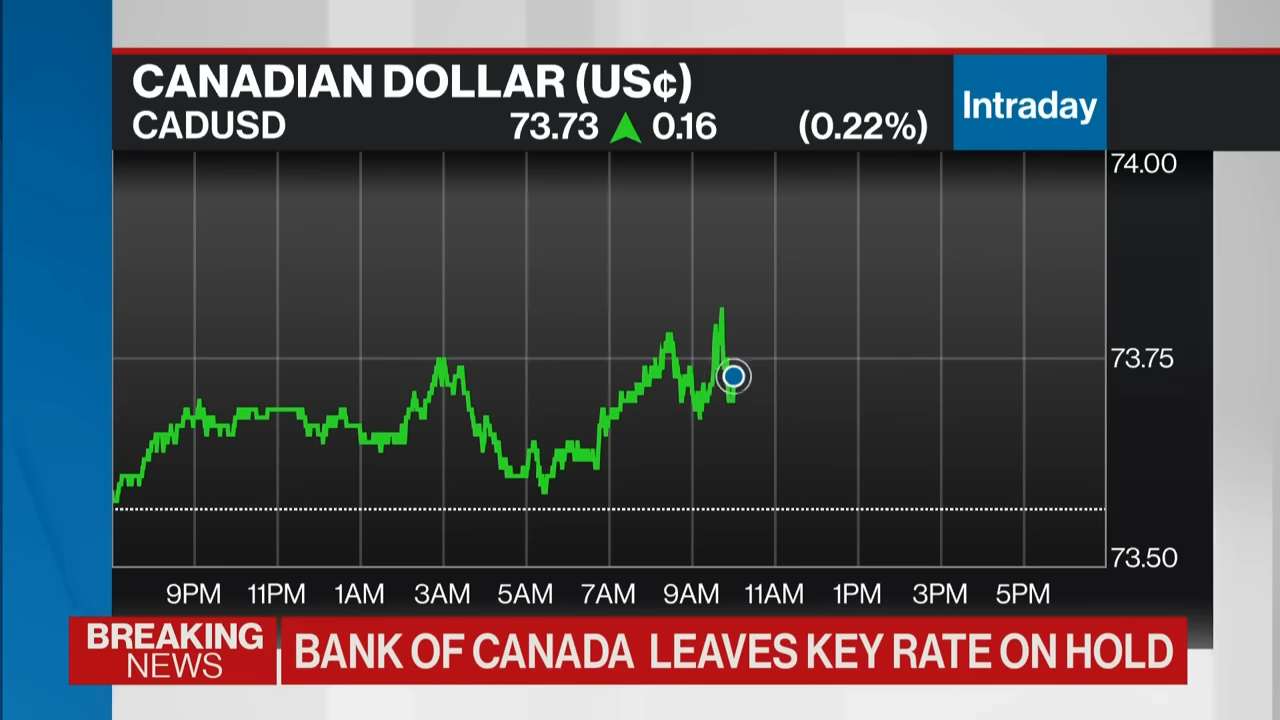 CANADIAN DOLLAR (US¢)
CADUSD 73.73 ▲ 0.16 (0.22%)
Intraday
74.00
73.75
73.50
9PM 11PM 1AM 3AM 5AM 7AM 9AM 11AM 1PM 3PM 5PM
BREAKING
NEWS
BANK OF CANADA LEAVES KEY RATE ON HOLD